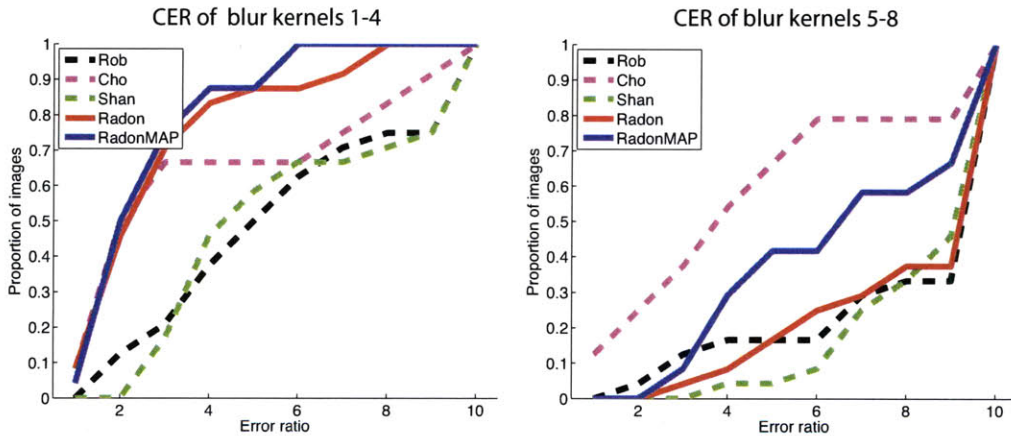 CER of blur kernels 1-4
Proportion of images
1
0.9
0.8
0.7
0.6
0.5
0.4
0.3
0.2
0.1
0
Rob
Cho
Shan
Radon
RadonMAP
2 4 6 8 10
Error ratio
CER of blur kernels 5-8
Proportion of images
1
0.9
0.8
0.7
0.6
0.5
0.4
0.3
0.2
0.1
0
Rob
Cho
Shan
Radon
RadonMAP
2 4 6 8 10
Error ratio